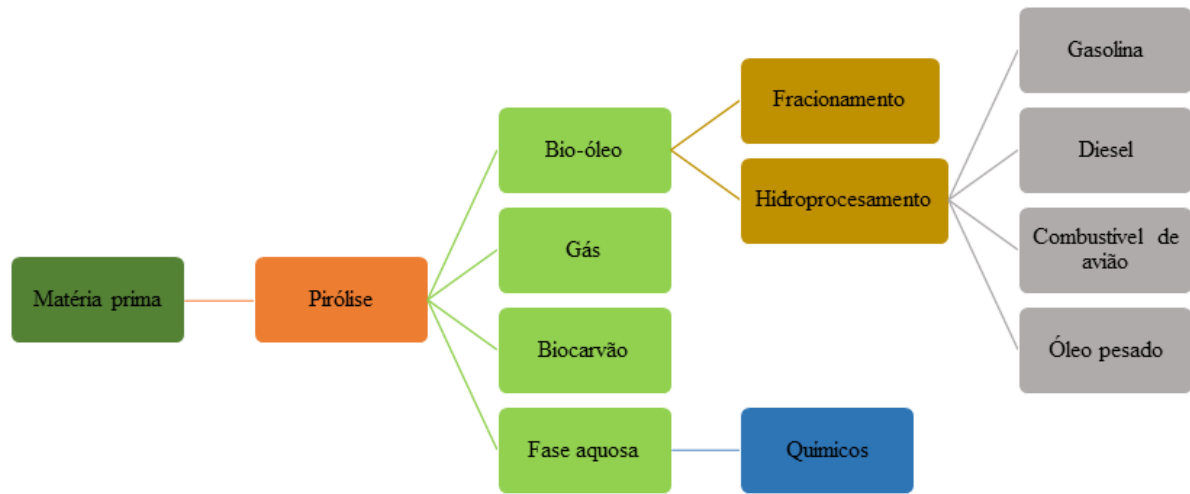 Matéria prima
Pirólise
Bio-óleo
Gás
Biocarvão
Fase aquosa
Fracionamento
Hidroprocesamento
Químicos
Gasolina
Diesel
Combustível de
avião
Óleo pesado